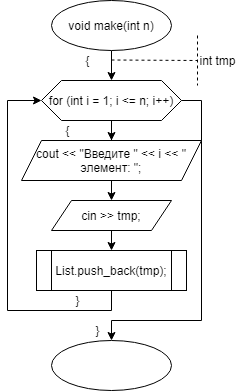 void make(int n)
{
int tmp
for (int i = 1; i <= n; i++)
{
cout << "Введите " << i << "
элемент: ";
cin >> tmp;
List.push_back(tmp);
}
}